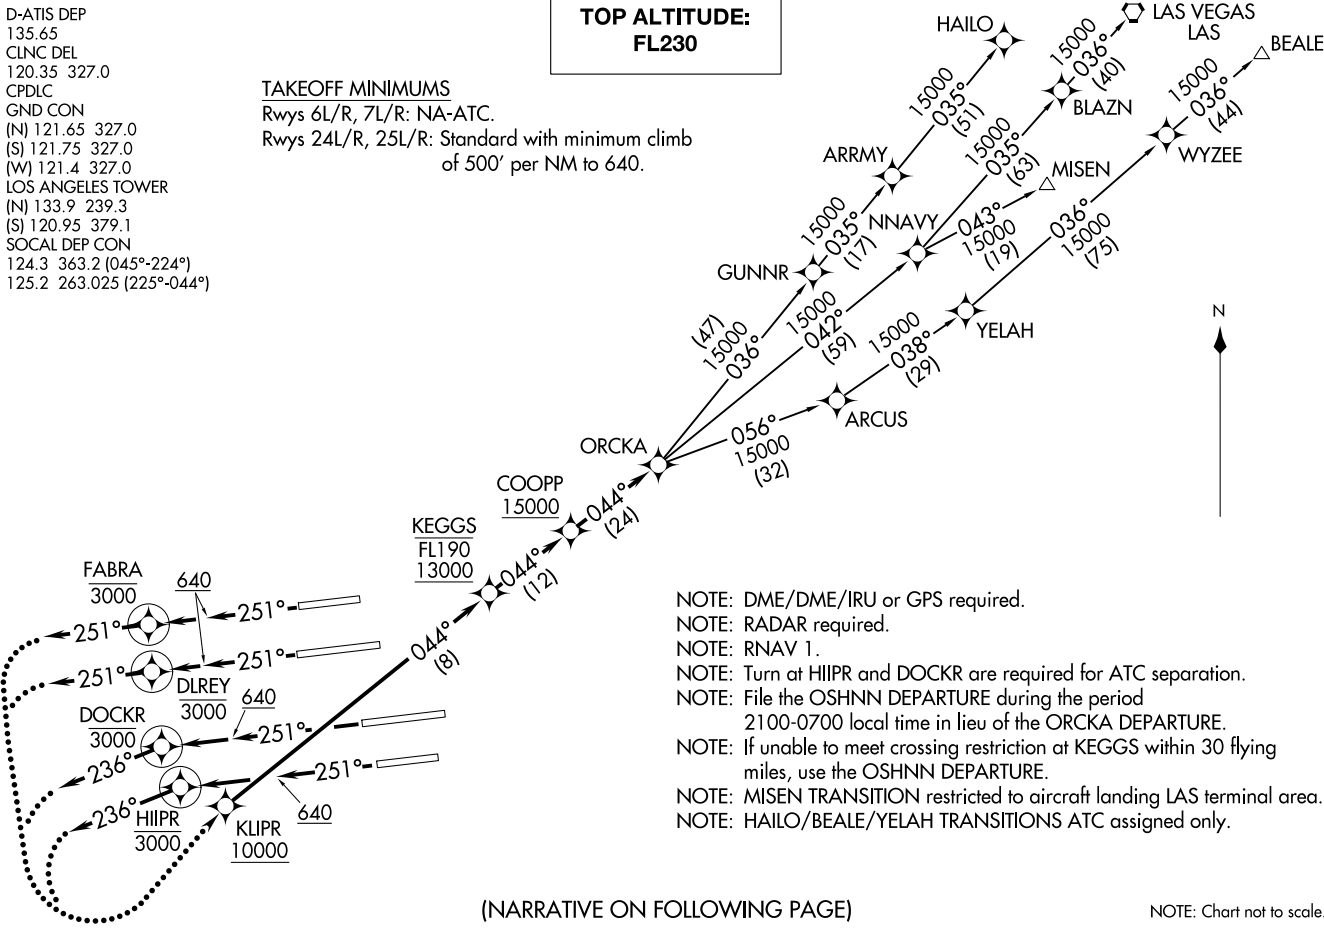 D-ATIS DEP
135.65
CLNC DEL
120.35 327.0
CPDLC
GND CON
(N) 121.65 327.0
(S) 121.75 327.0
(W) 121.4 327.0
LOS ANGELES TOWER
(N) 133.9 239.3
(S) 120.95 379.1
SOCAL DEP CON
124.3 363.2 (045°-224°)
125.2 263.025 (225°-044°)
TAKEOFF MINIMUMS
Rwys 6L/R, 7L/R: NA-ATC.
Rwys 24L/R, 25L/R: Standard with minimum climb
of 500' per NM to 640.
TOP ALTITUDE:
FL230
HAILO
15000
035°
(51)
ARRMY
15000
035°
(17)
GUNNR
(47)
15000
036°
LAS VEGAS
LAS
15000
036°
(40)
BLAZN
15000
035°
(63)
NNAVY
043°
15000
(19)
MISEN
15000
042°
(59)
BEALE
15000
036°
(44)
WYZEE
036°
15000
(75)
YELAH
15000
038°
(29)
ARCUS
056°
15000
(32)
ORCKA
044°
(24)
COOPP
15000
044°
(12)
KEGGS
FL190
13000
044°
(8)
N
FABRA
3000
640
251°
251°
251°
251°
DLREY
3000
640
DOCKR
3000
251°
236°
251°
236°
HIIPR
3000
640
KLIPR
10000
NOTE: DME/DME/IRU or GPS required.
NOTE: RADAR required.
NOTE: RNAV 1.
NOTE: Turn at HIIPR and DOCKR are required for ATC separation.
NOTE: File the OSHNN DEPARTURE during the period
2100-0700 local time in lieu of the ORCKA DEPARTURE.
NOTE: If unable to meet crossing restriction at KEGGS within 30 flying
miles, use the OSHNN DEPARTURE.
NOTE: MISEN TRANSITION restricted to aircraft landing LAS terminal area.
NOTE: HAILO/BEALE/YELAH TRANSITIONS ATC assigned only.
(NARRATIVE ON FOLLOWING PAGE)
NOTE: Chart not to scale.